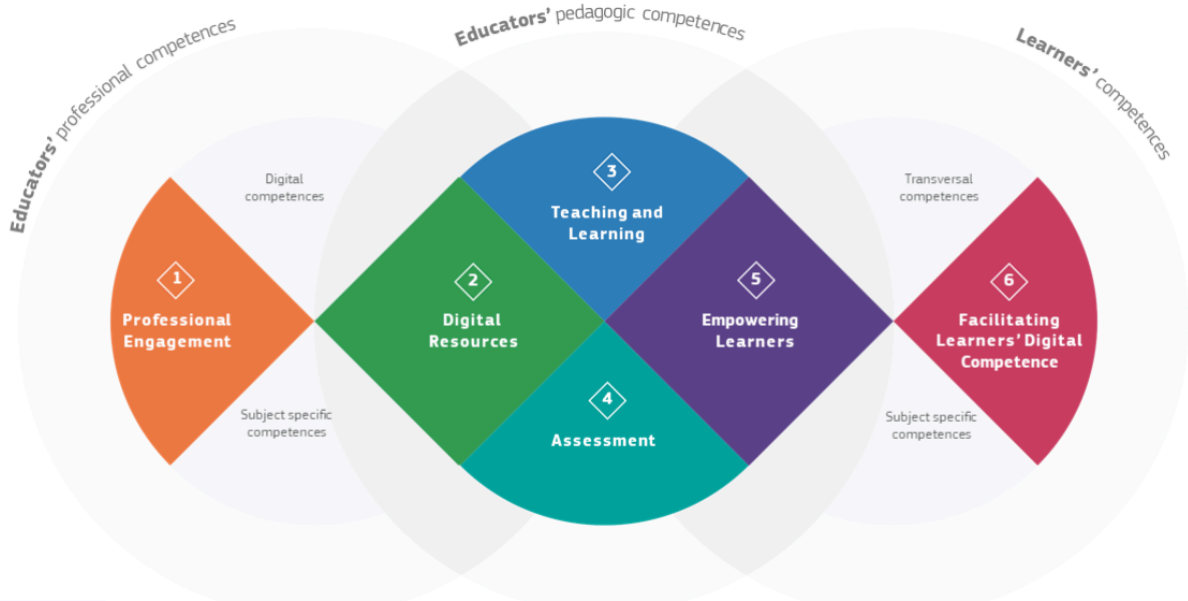 Educators' professional competences
Educators' pedagogic competences
Learners' competences
Digital
competences
Subject specific
competences
1
Professional
Engagement
2
Digital
Resources
3
Teaching and
Learning
4
Assessment
5
Empowering
Learners
Transversal
competences
Subject specific
competences
6
Facilitating
Learners' Digital
Competence